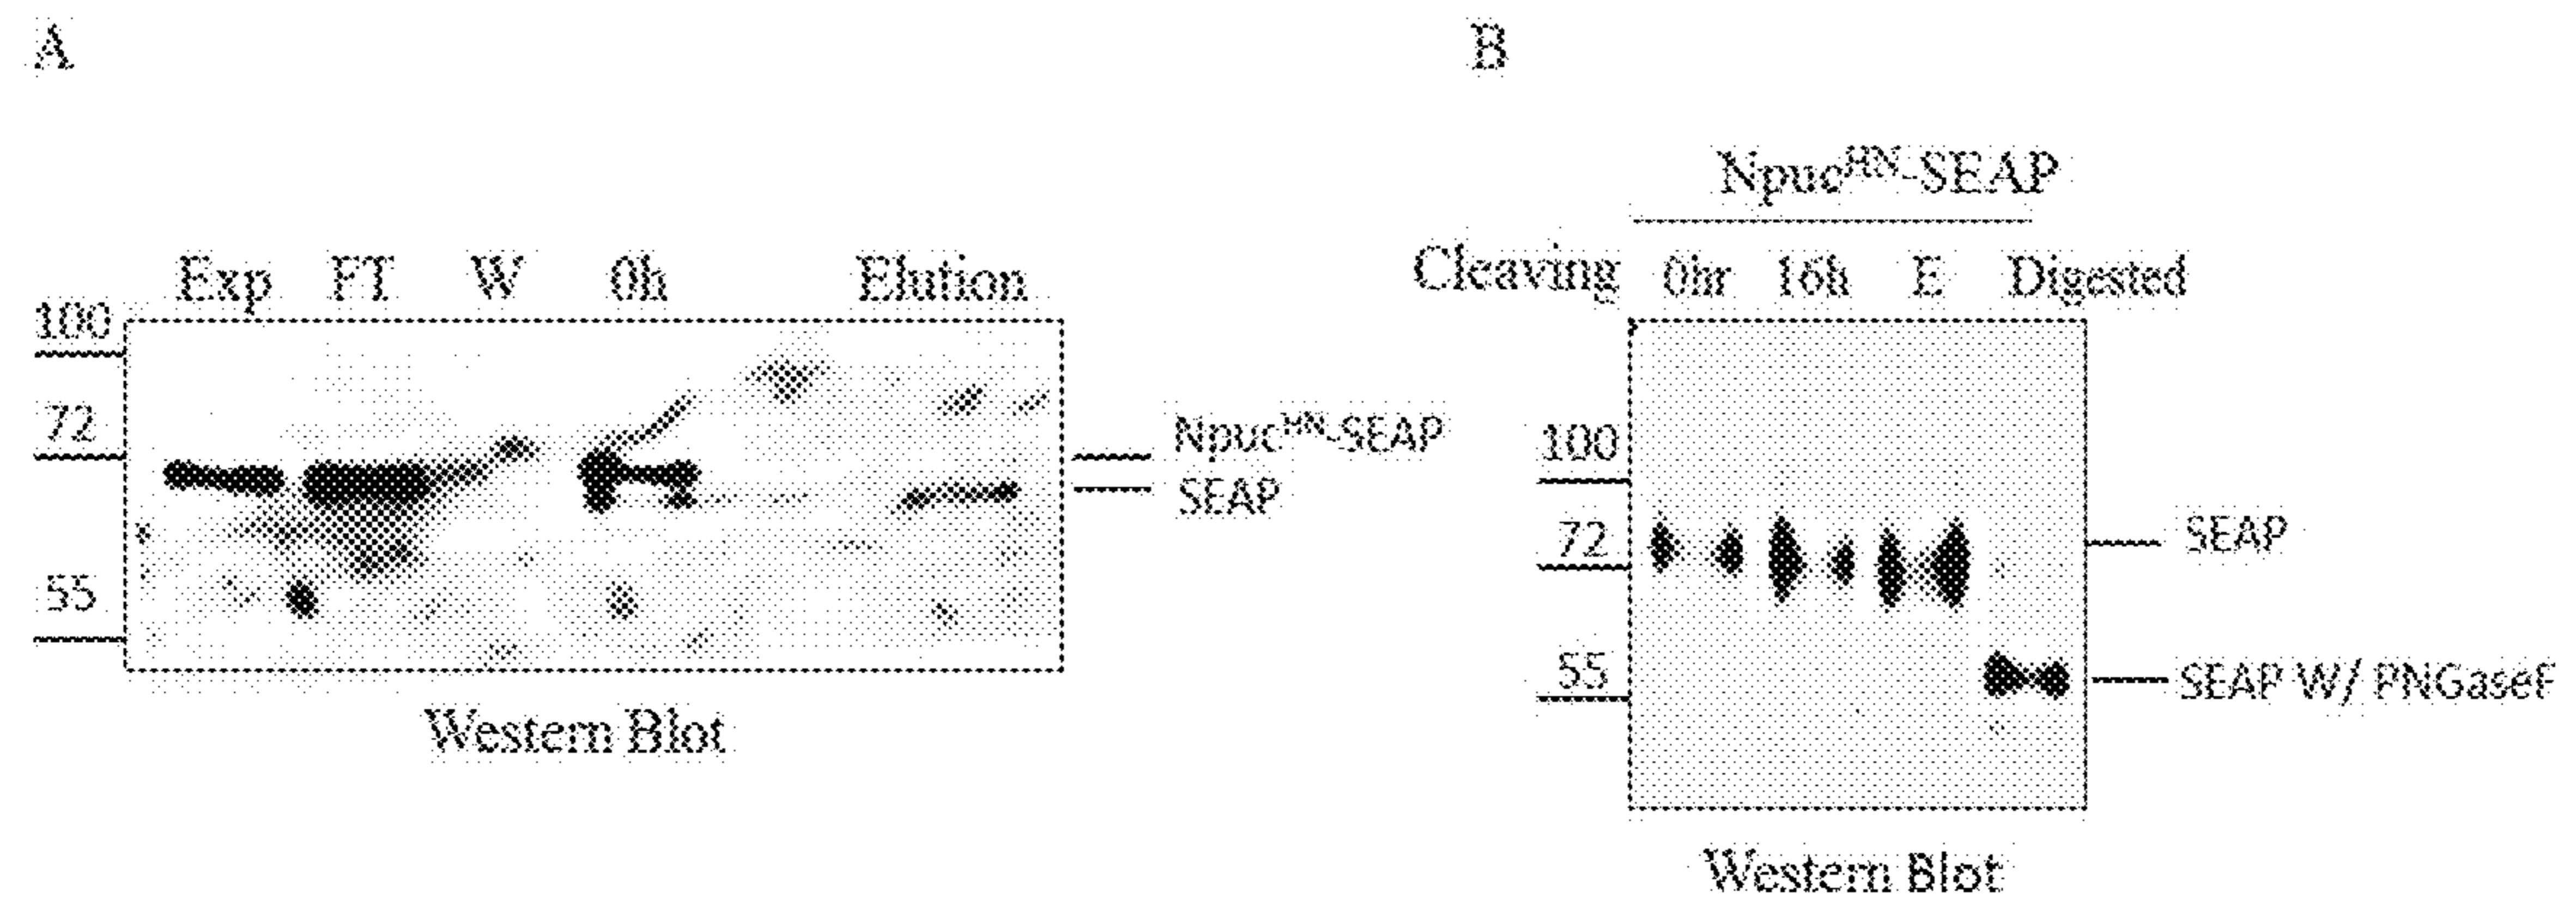 A
Exp FT W 0h Elution
100
72
55
Npuc^HN-SEAP
SEAP
Western Blot
B
Npuc^HN-SEAP
Cleaving 0hr 16h E Digested
100
72
55
SEAP
SEAP W/ PNGaseF
Western Blot